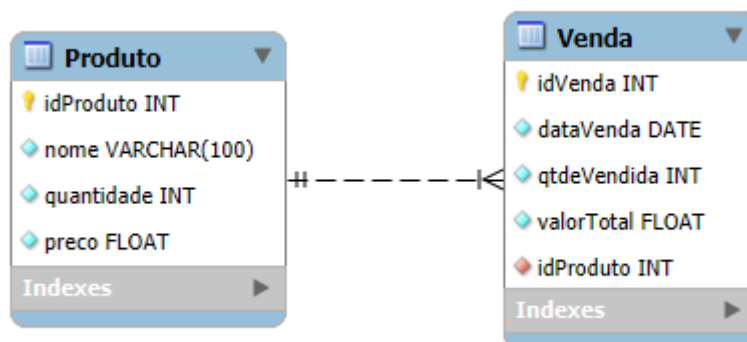 Produto
idProduto INT
nome VARCHAR(100)
quantidade INT
preco FLOAT
Indexes
Venda
idVenda INT
dataVenda DATE
qtdeVendida INT
valorTotal FLOAT
idProduto INT
Indexes